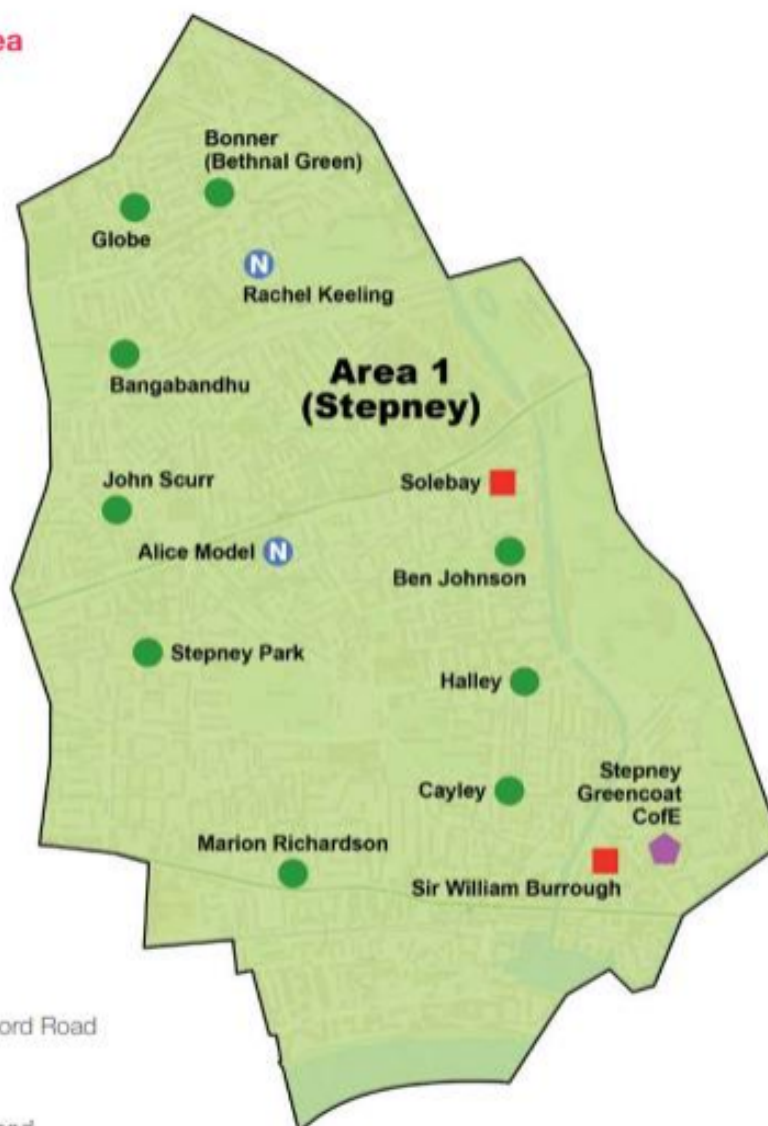 ea
Bonner
(Bethnal Green)
Globe
N
Rachel Keeling
Bangabandhu
Area 1
(Stepney)
John Scurr
Solebay
Alice Model N
Ben Johnson
Stepney Park
Halley
Cayley
Stepney
Greencoat
CofE
Marion Richardson
Sir William Burrough
ord Road